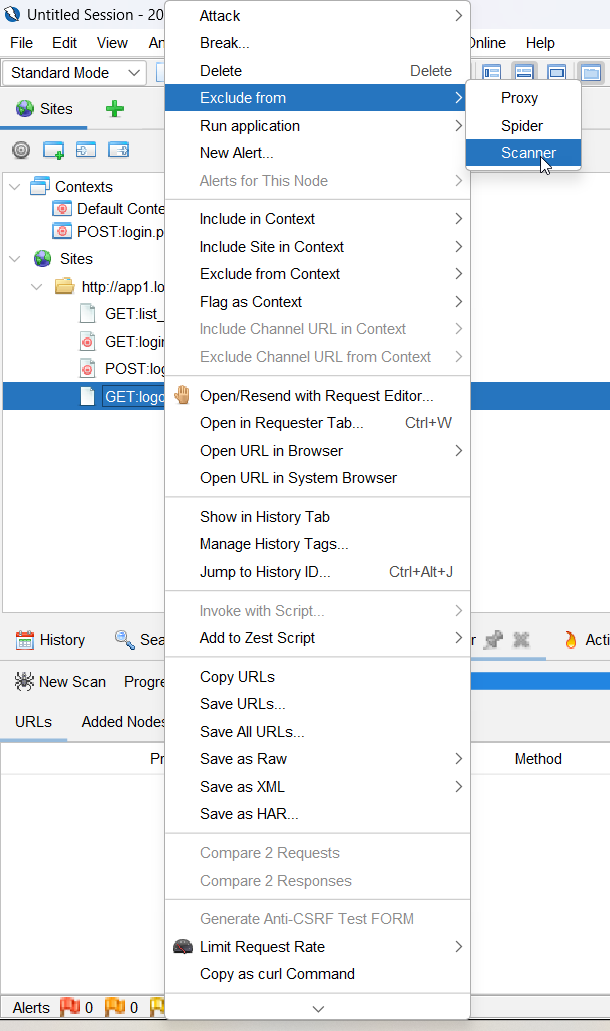 Untitled Session - 20
File Edit View An
Online Help
Standard Mode
Sites
Contexts
Default Conte
POST:login.p
Sites
http://app1.lo
GET:list_
GET:login
POST:log
GET:logo
History Sea
r Acti
New Scan Progre
URLs Added Nodes
Pr Method
Alerts 0 0
Attack
Break...
Delete Delete
Exclude from
Run application
New Alert...
Alerts for This Node
Include in Context
Include Site in Context
Exclude from Context
Flag as Context
Include Channel URL in Context
Exclude Channel URL from Context
Open/Resend with Request Editor...
Open in Requester Tab... Ctrl+W
Open URL in Browser
Open URL in System Browser
Show in History Tab
Manage History Tags...
Jump to History ID... Ctrl+Alt+J
Invoke with Script...
Add to Zest Script
Copy URLs
Save URLs...
Save All URLs...
Save as Raw
Save as XML
Save as HAR...
Compare 2 Requests
Compare 2 Responses
Generate Anti-CSRF Test FORM
Limit Request Rate
Copy as curl Command
Proxy
Spider
Scanner